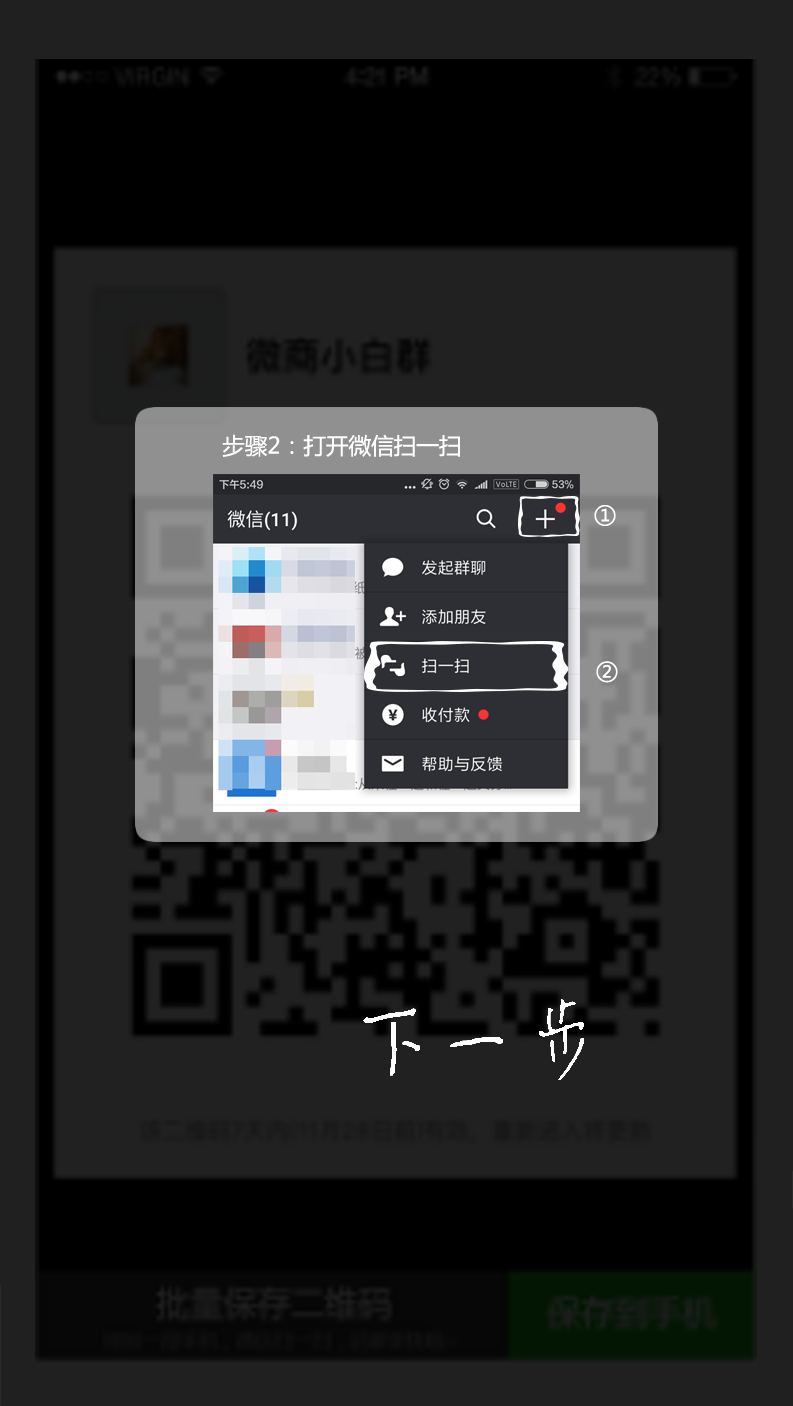 VIRGIN
4:21 PM
22%
微商小白群
步骤2：打开微信扫一扫
下午5:49
... VoLTE 53%
微信(11)
①
发起群聊
添加朋友
扫一扫
②
收付款
帮助与反馈
下一步
该二维码7天内(11月28日前)有效，重新进入将更新
批量保存二维码
保存到手机